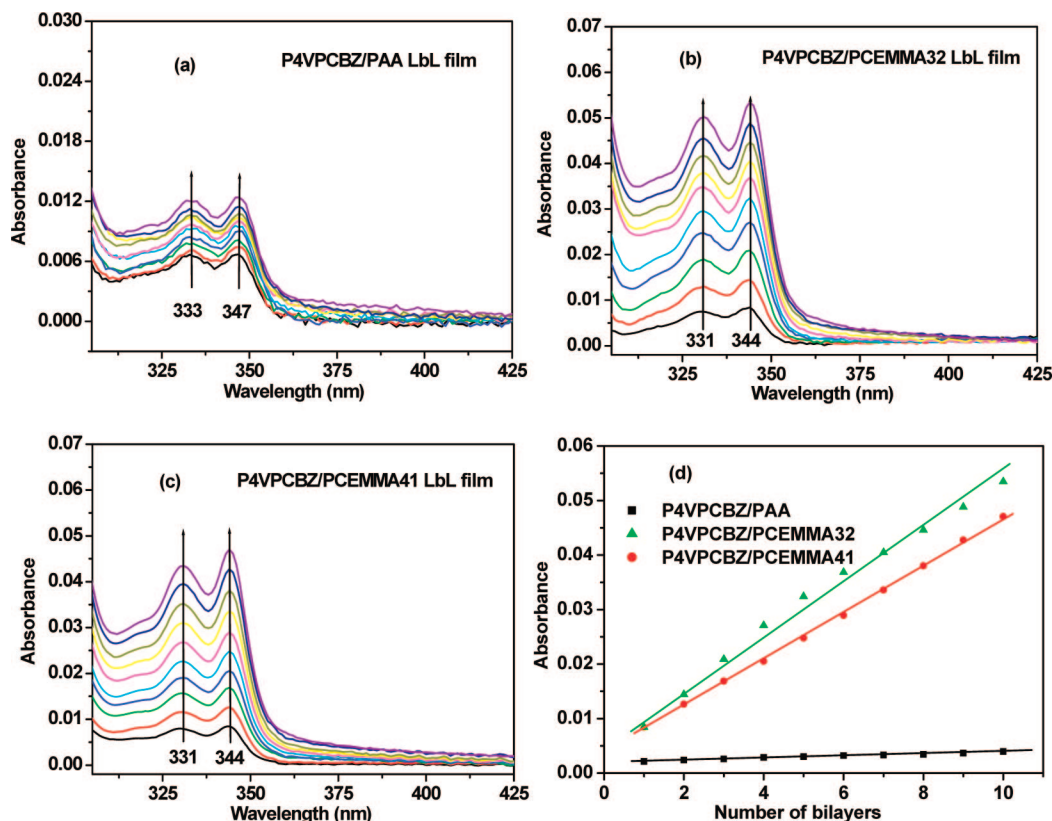 (a) P4VPCBZ/PAA LbL film
0.030
0.024
0.018
0.012
0.006
0.000
Absorbance
333 347
325 350 375 400 425
Wavelength (nm)
(b) P4VPCBZ/PCEMMA32 LbL film
0.07
0.06
0.05
0.04
0.03
0.02
0.01
0.00
Absorbance
331 344
325 350 375 400 425
Wavelength (nm)
(c) P4VPCBZ/PCEMMA41 LbL film
0.07
0.06
0.05
0.04
0.03
0.02
0.01
0.00
Absorbance
331 344
325 350 375 400 425
Wavelength (nm)
(d)
P4VPCBZ/PAA
P4VPCBZ/PCEMMA32
P4VPCBZ/PCEMMA41
0.06
0.05
0.04
0.03
0.02
0.01
0.00
Absorbance
0 2 4 6 8 10
Number of bilayers